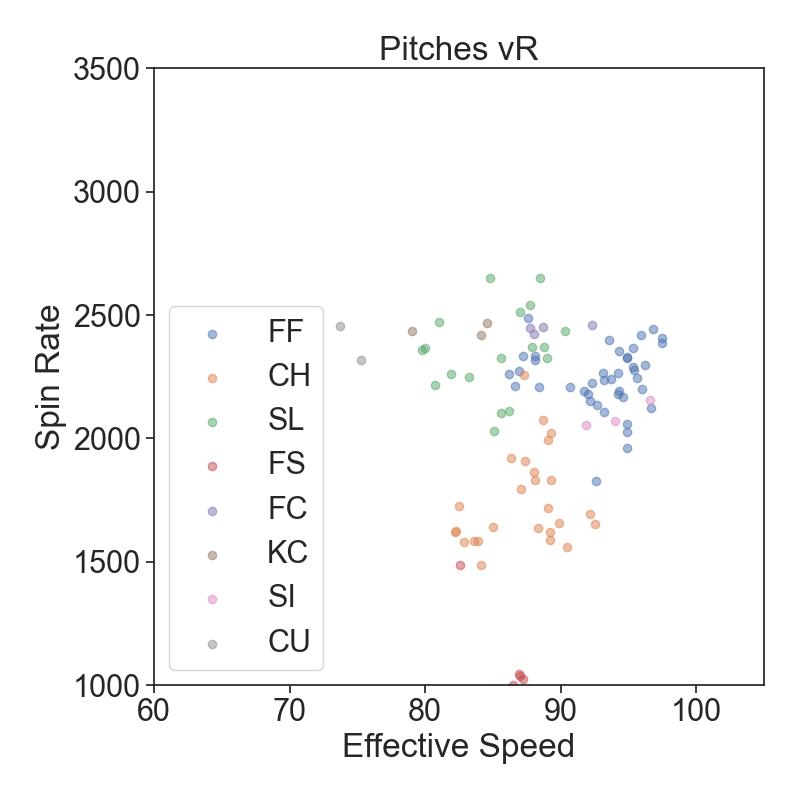 Pitches vR
3500
3000
2500
2000
1500
1000
Spin Rate
FF
CH
SL
FS
FC
KC
SI
CU
60 70 80 90 100
Effective Speed